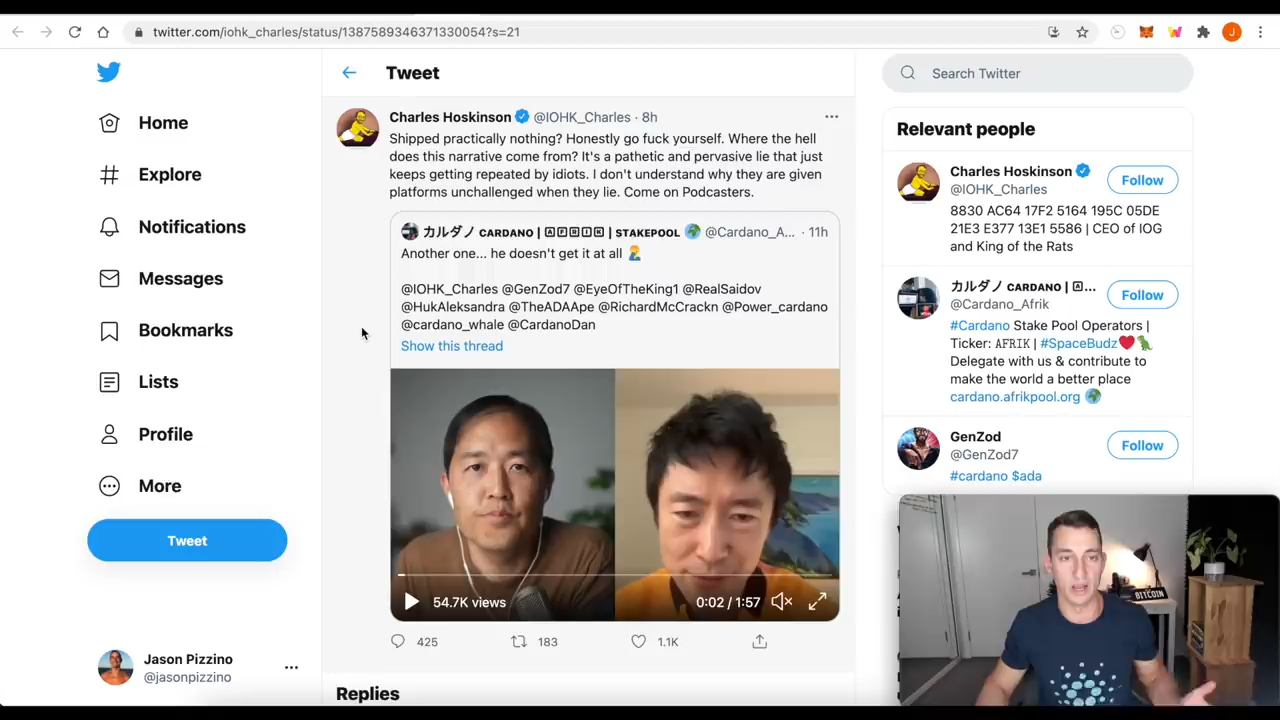 twitter.com/iohk_charles/status/1387589346371330054?s=21
J
Home
Explore
Notifications
Messages
Bookmarks
Lists
Profile
More
Tweet
Jason Pizzino
@jasonpizzino
Tweet
Charles Hoskinson @IOHK_Charles · 8h
Shipped practically nothing? Honestly go fuck yourself. Where the hell
does this narrative come from? It's a pathetic and pervasive lie that just
keeps getting repeated by idiots. I don't understand why they are given
platforms unchallenged when they lie. Come on Podcasters.
カルダノ ᴄᴀʀᴅᴀɴᴏ | 🄰🄵🅁🄸🄺 | ꜱᴛᴀᴋᴇᴘᴏᴏʟ 🌍 @Cardano_A... · 11h
Another one... he doesn't get it at all 🤦‍♂️
@IOHK_Charles @GenZod7 @EyeOfTheKing1 @RealSaidov
@HukAleksandra @TheADAApe @RichardMcCrackn @Power_cardano
@cardano_whale @CardanoDan
Show this thread
54.7K views
0:02 / 1:57
425
183
1.1K
Replies
Search Twitter
Relevant people
Charles Hoskinson
@IOHK_Charles
Follow
8830 AC64 17F2 5164 195C 05DE
21E3 E377 13E1 5586 | CEO of IOG
and King of the Rats
カルダノ ᴄᴀʀᴅᴀɴᴏ | 🄰...
@Cardano_Afrik
Follow
#Cardano Stake Pool Operators |
Ticker: 𝙰𝙵𝚁𝙸𝙺 | #SpaceBudz❤️🦖
Delegate with us & contribute to
make the world a better place
cardano.afrikpool.org 🌍
GenZod
@GenZod7
Follow
#cardano $ada
BITCOIN